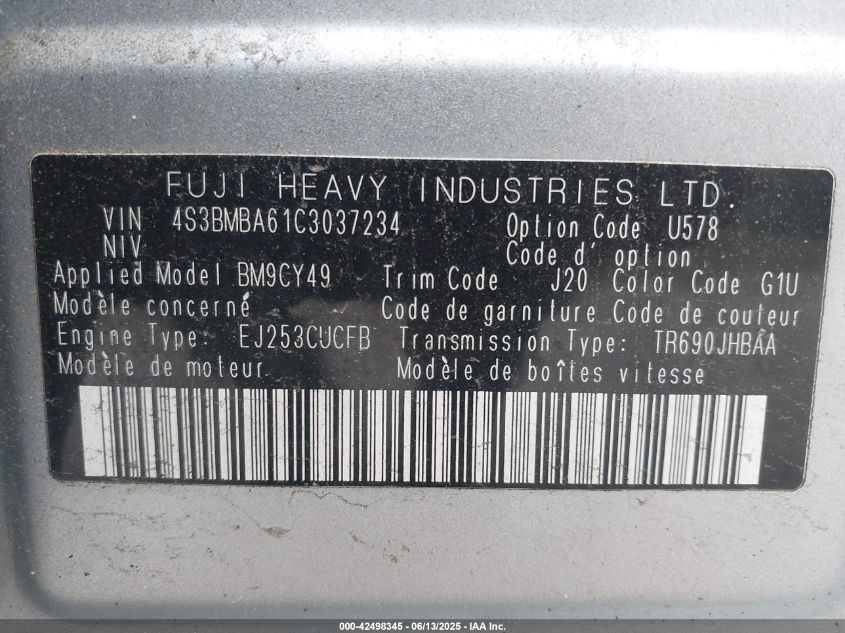 FUJI HEAVY INDUSTRIES LTD.
VIN 4S3BMBA61C3037234 Option Code U578
NIV Code d' option
Applied Model BM9CY49 Trim Code J20 Color Code G1U
Modèle concerné Code de garniture Code de couteur
Engine Type: EJ253CUCFB Transmission Type: TR690JHBAA
Modèle de moteur. Modèle de boîtes vitesse
000-42498345 - 06/13/2025 - IAA Inc.